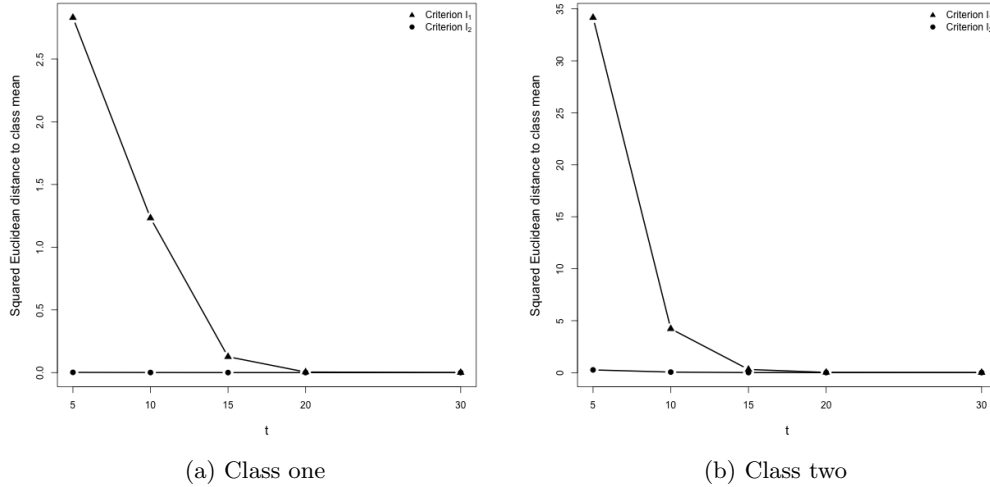 Criterion I₁
Criterion I₂
Squared Euclidean distance to class mean
2.5
2.0
1.5
1.0
0.5
0.0
5 10 15 20 30
t
(a) Class one
Criterion I
Criterion I
Squared Euclidean distance to class mean
35
30
25
20
15
10
5
0
5 10 15 20 30
t
(b) Class two